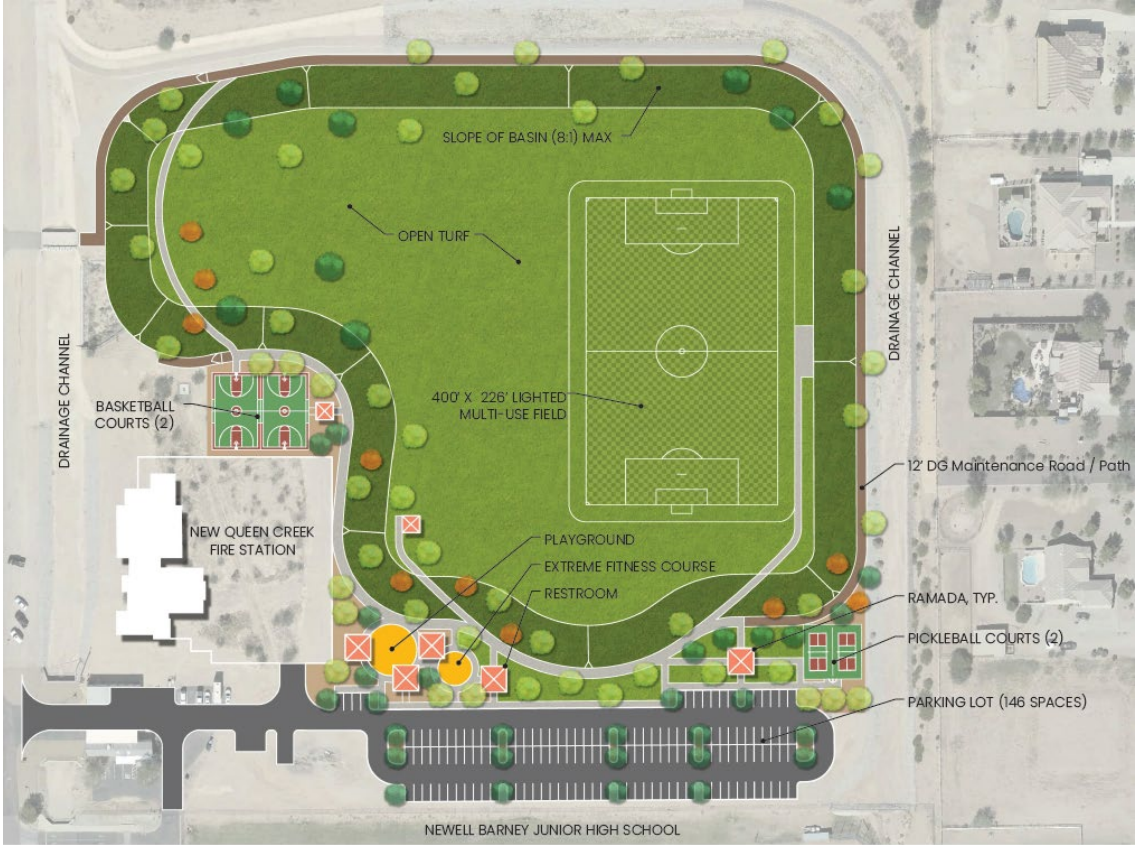 SLOPE OF BASIN (8:1) MAX
OPEN TURF
DRAINAGE CHANNEL
DRAINAGE CHANNEL
400' X 226' LIGHTED
MULTI-USE FIELD
BASKETBALL
COURTS (2)
12' DG Maintenance Road / Path
NEW QUEEN CREEK
FIRE STATION
PLAYGROUND
EXTREME FITNESS COURSE
RESTROOM
RAMADA, TYP.
PICKLEBALL COURTS (2)
PARKING LOT (146 SPACES)
NEWELL BARNEY JUNIOR HIGH SCHOOL